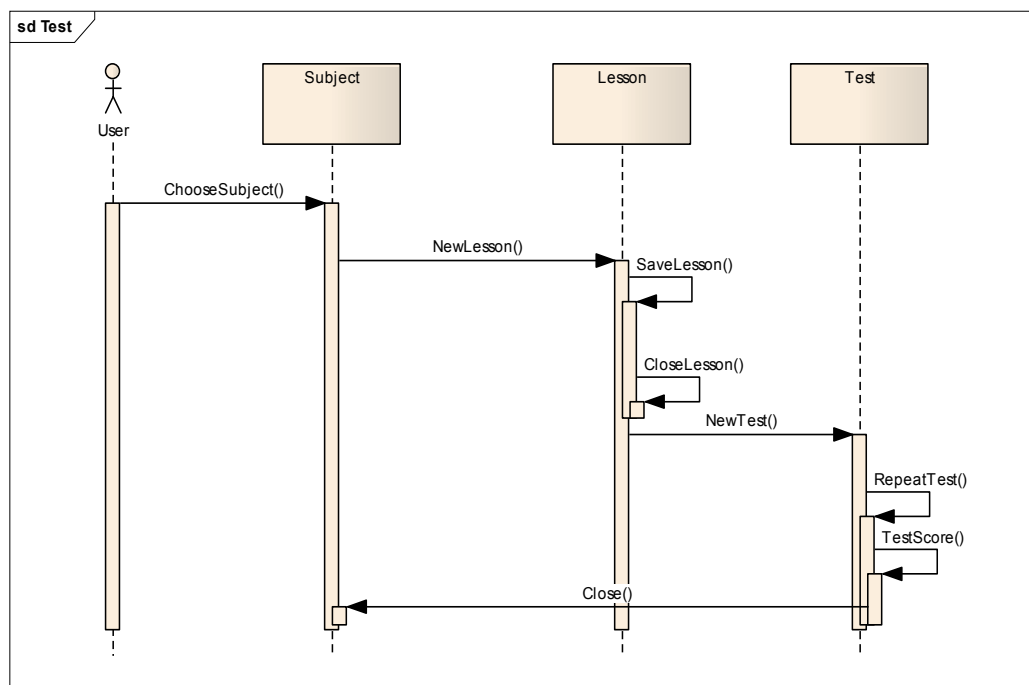 sd Test
User
Subject
Lesson
Test
ChooseSubject()
NewLesson()
SaveLesson()
CloseLesson()
NewTest()
RepeatTest()
TestScore()
Close()